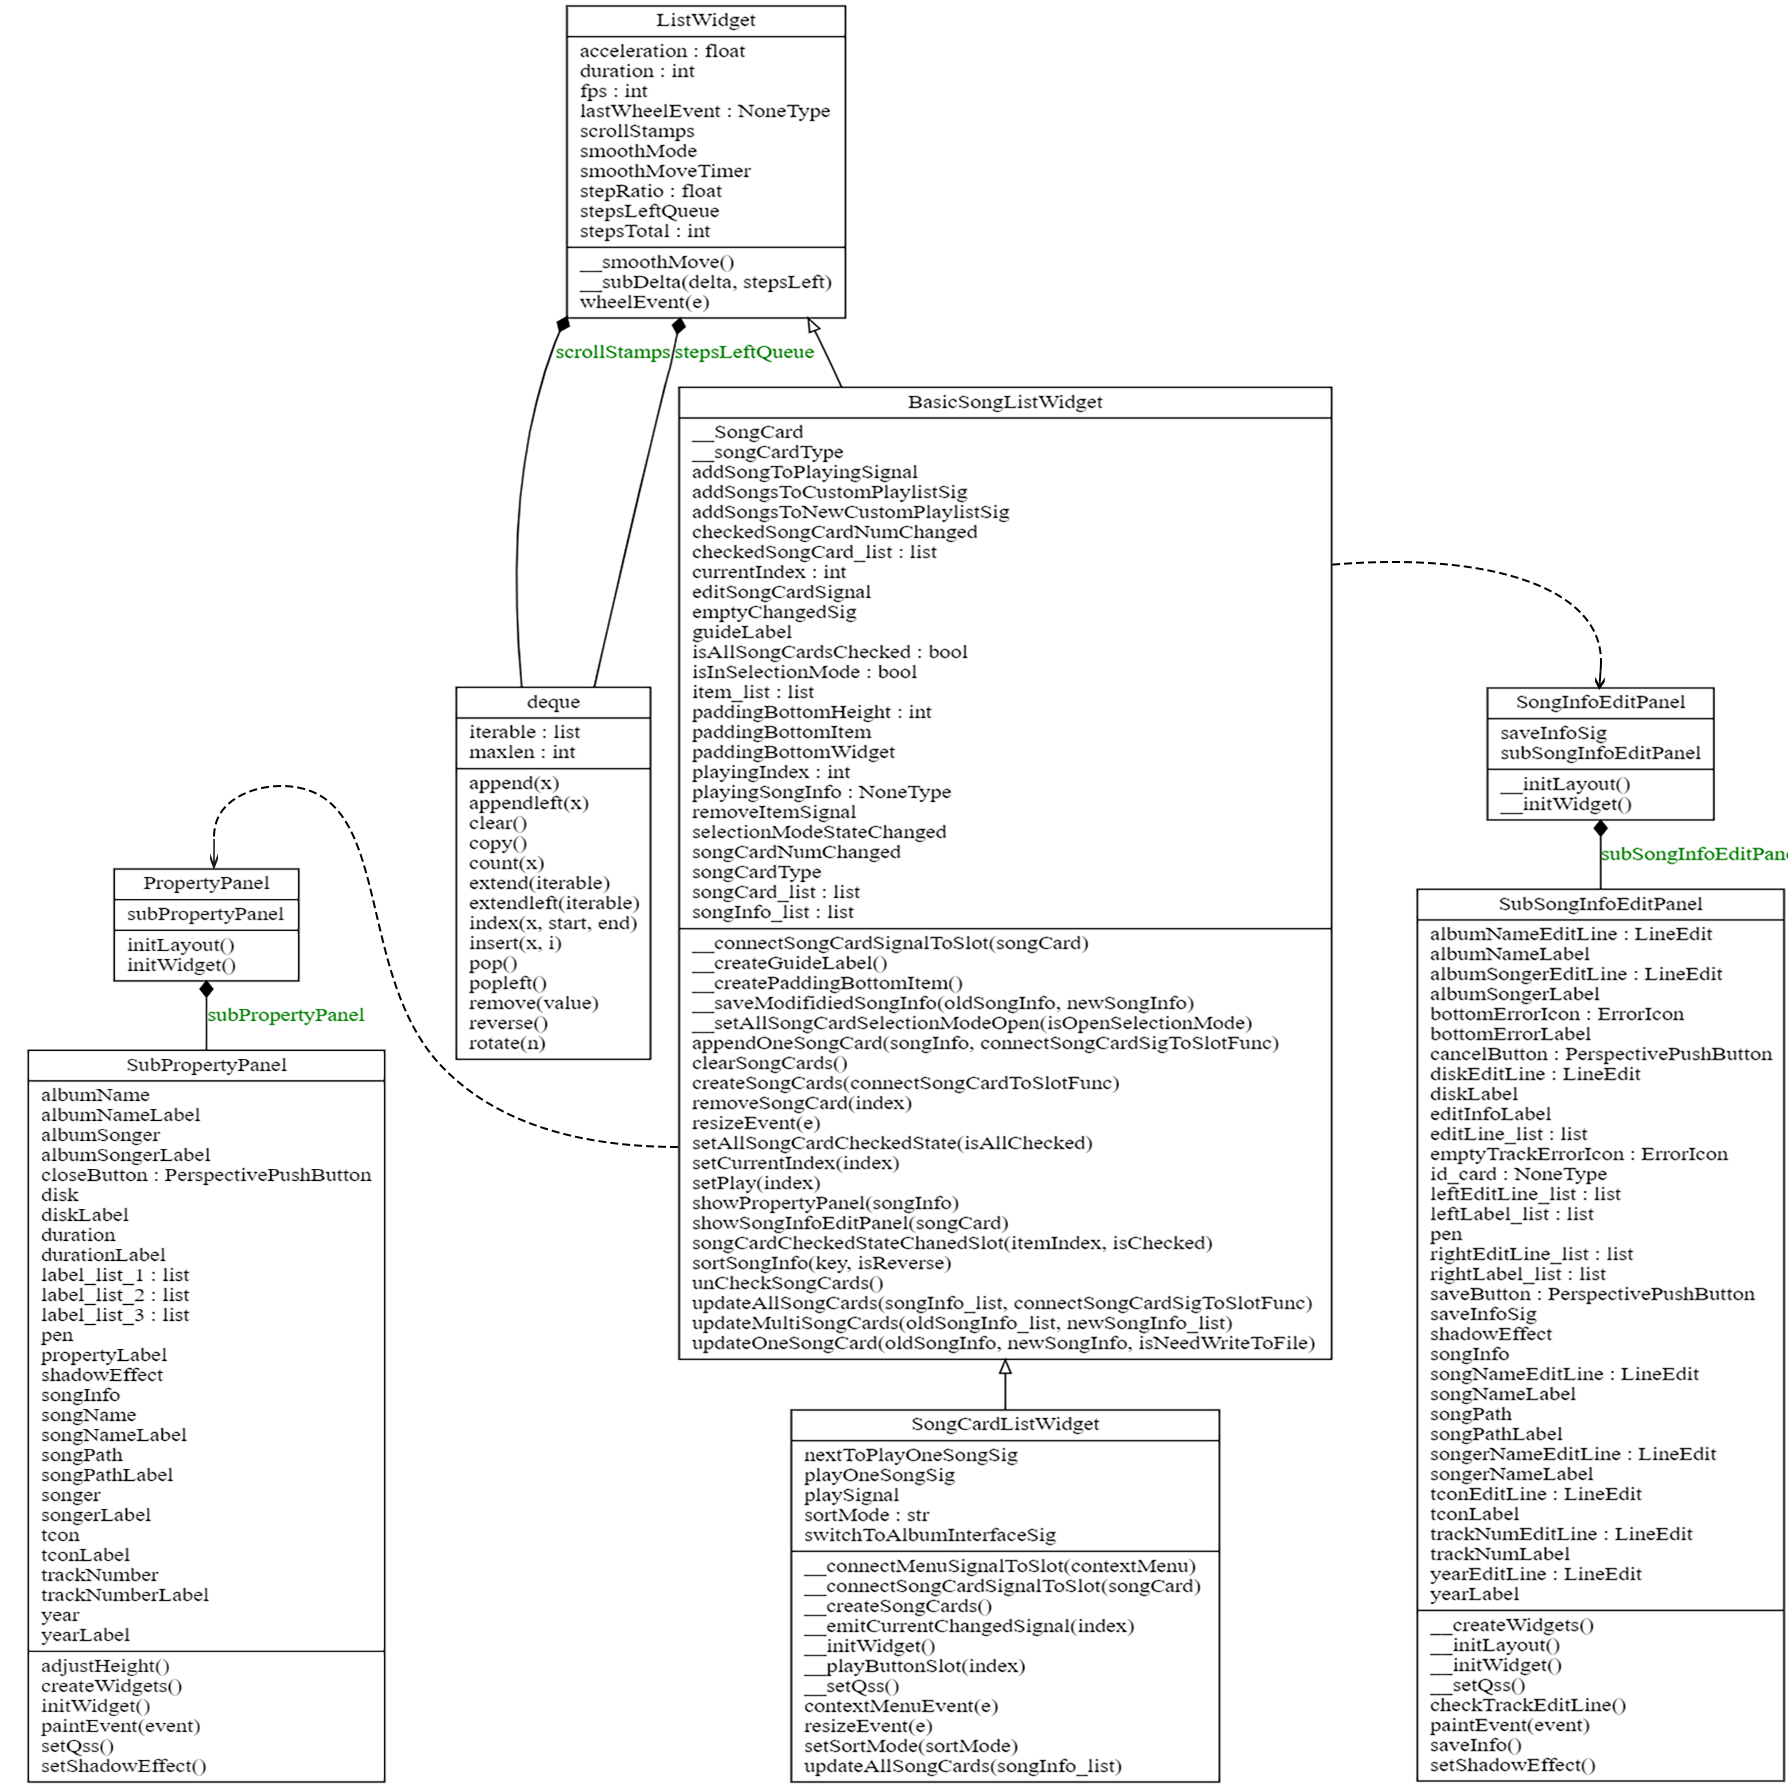 ListWidget
acceleration : float
duration : int
fps : int
lastWheelEvent : NoneType
scrollStamps
smoothMode
smoothMoveTimer
stepRatio : float
stepsLeftQueue
stepsTotal : int
__smoothMove()
__subDelta(delta, stepsLeft)
wheelEvent(e)
scrollStamps
stepsLeftQueue
BasicSongListWidget
__SongCard
__songCardType
addSongToPlayingSignal
addSongsToCustomPlaylistSig
addSongsToNewCustomPlaylistSig
checkedSongCardNumChanged
checkedSongCard_list : list
currentIndex : int
editSongCardSignal
emptyChangedSig
guideLabel
isAllSongCardsChecked : bool
isInSelectionMode : bool
item_list : list
paddingBottomHeight : int
paddingBottomItem
paddingBottomWidget
playingIndex : int
playingSongInfo : NoneType
removeItemSignal
selectionModeStateChanged
songCardNumChanged
songCardType
songCard_list : list
songInfo_list : list
__connectSongCardSignalToSlot(songCard)
__createGuideLabel()
__createPaddingBottomItem()
__saveModifidiedSongInfo(oldSongInfo, newSongInfo)
__setAllSongCardSelectionModeOpen(isOpenSelectionMode)
appendOneSongCard(songInfo, connectSongCardSigToSlotFunc)
clearSongCards()
createSongCards(connectSongCardToSlotFunc)
removeSongCard(index)
resizeEvent(e)
setAllSongCardCheckedState(isAllChecked)
setCurrentIndex(index)
setPlay(index)
showPropertyPanel(songInfo)
showSongInfoEditPanel(songCard)
songCardCheckedStateChanedSlot(itemIndex, isChecked)
sortSongInfo(key, isReverse)
unCheckSongCards()
updateAllSongCards(songInfo_list, connectSongCardSigToSlotFunc)
updateMultiSongCards(oldSongInfo_list, newSongInfo_list)
updateOneSongCard(oldSongInfo, newSongInfo, isNeedWriteToFile)
deque
iterable : list
maxlen : int
append(x)
appendleft(x)
clear()
copy()
count(x)
extend(iterable)
extendleft(iterable)
index(x, start, end)
insert(x, i)
pop()
popleft()
remove(value)
reverse()
rotate(n)
SongInfoEditPanel
saveInfoSig
subSongInfoEditPanel
__initLayout()
__initWidget()
PropertyPanel
subPropertyPanel
initLayout()
initWidget()
subPropertyPanel
SubPropertyPanel
albumName
albumNameLabel
albumSonger
albumSongerLabel
closeButton : PerspectivePushButton
disk
diskLabel
duration
durationLabel
label_list_1 : list
label_list_2 : list
label_list_3 : list
pen
propertyLabel
shadowEffect
songInfo
songName
songNameLabel
songPath
songPathLabel
songer
songerLabel
tcon
tconLabel
trackNumber
trackNumberLabel
year
yearLabel
adjustHeight()
createWidgets()
initWidget()
paintEvent(event)
setQss()
setShadowEffect()
SongCardListWidget
nextToPlayOneSongSig
playOneSongSig
playSignal
sortMode : str
switchToAlbumInterfaceSig
__connectMenuSignalToSlot(contextMenu)
__connectSongCardSignalToSlot(songCard)
__createSongCards()
__emitCurrentChangedSignal(index)
__initWidget()
__playButtonSlot(index)
__setQss()
contextMenuEvent(e)
resizeEvent(e)
setSortMode(sortMode)
updateAllSongCards(songInfo_list)
SubSongInfoEditPanel
albumNameEditLine : LineEdit
albumNameLabel
albumSongerEditLine : LineEdit
albumSongerLabel
bottomErrorIcon : ErrorIcon
bottomErrorLabel
cancelButton : PerspectivePushButton
diskEditLine : LineEdit
diskLabel
editInfoLabel
editLine_list : list
emptyTrackErrorIcon : ErrorIcon
id_card : NoneType
leftEditLine_list : list
leftLabel_list : list
pen
rightEditLine_list : list
rightLabel_list : list
saveButton : PerspectivePushButton
saveInfoSig
shadowEffect
songInfo
songNameEditLine : LineEdit
songNameLabel
songPath
songPathLabel
songerNameEditLine : LineEdit
songerNameLabel
tconEditLine : LineEdit
tconLabel
trackNumEditLine : LineEdit
trackNumLabel
yearEditLine : LineEdit
yearLabel
__createWidgets()
__initLayout()
__initWidget()
__setQss()
checkTrackEditLine()
paintEvent(event)
saveInfo()
setShadowEffect()